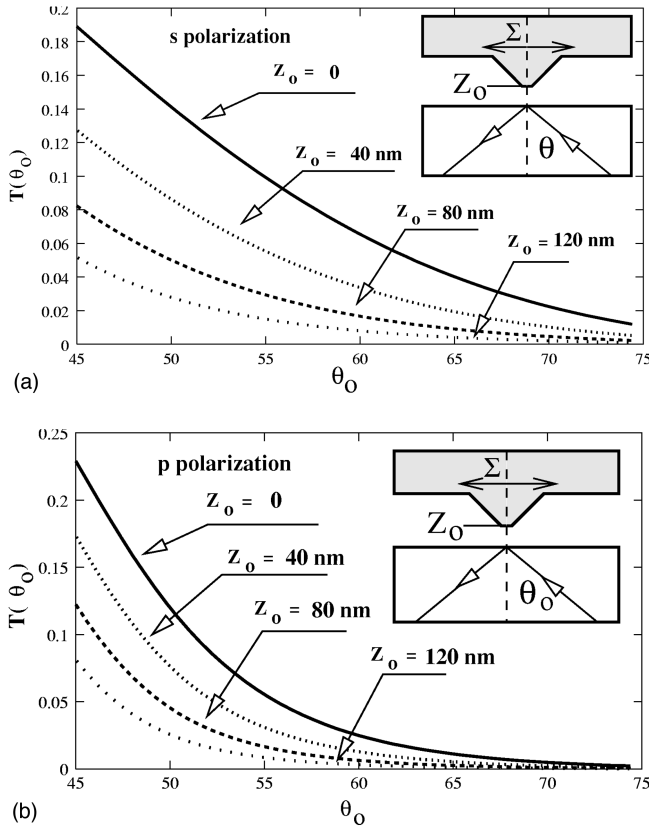 0.2
0.18
0.16
0.14
0.12
0.1
0.08
0.06
0.04
0.02
0
T(θo)
s polarization
Zo = 0
Zo = 40 nm
Zo = 80 nm
Zo = 120 nm
Σ
Zo
θ
45 50 55 60 65 70 75
θo
(a)
0.25
0.2
0.15
0.1
0.05
0
T(θo)
p polarization
Zo = 0
Zo = 40 nm
Zo = 80 nm
Zo = 120 nm
Σ
Zo
θo
45 50 55 60 65 70 75
θo
(b)